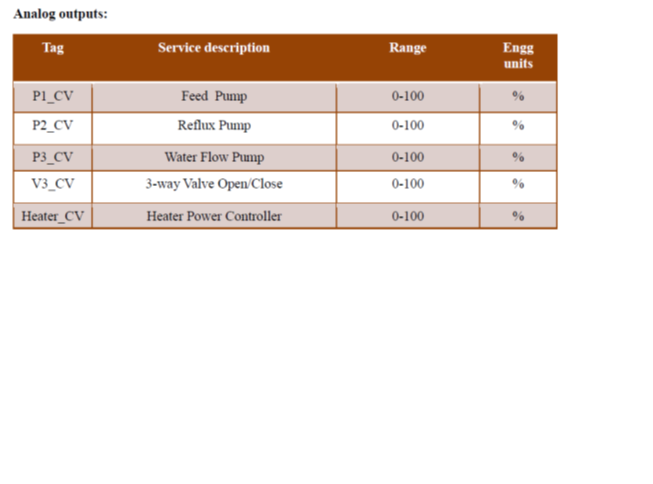 Analog outputs:
Tag Service description Range Engg units
P1_CV Feed Pump 0-100 %
P2_CV Reflux Pump 0-100 %
P3_CV Water Flow Pump 0-100 %
V3_CV 3-way Valve Open/Close 0-100 %
Heater_CV Heater Power Controller 0-100 %